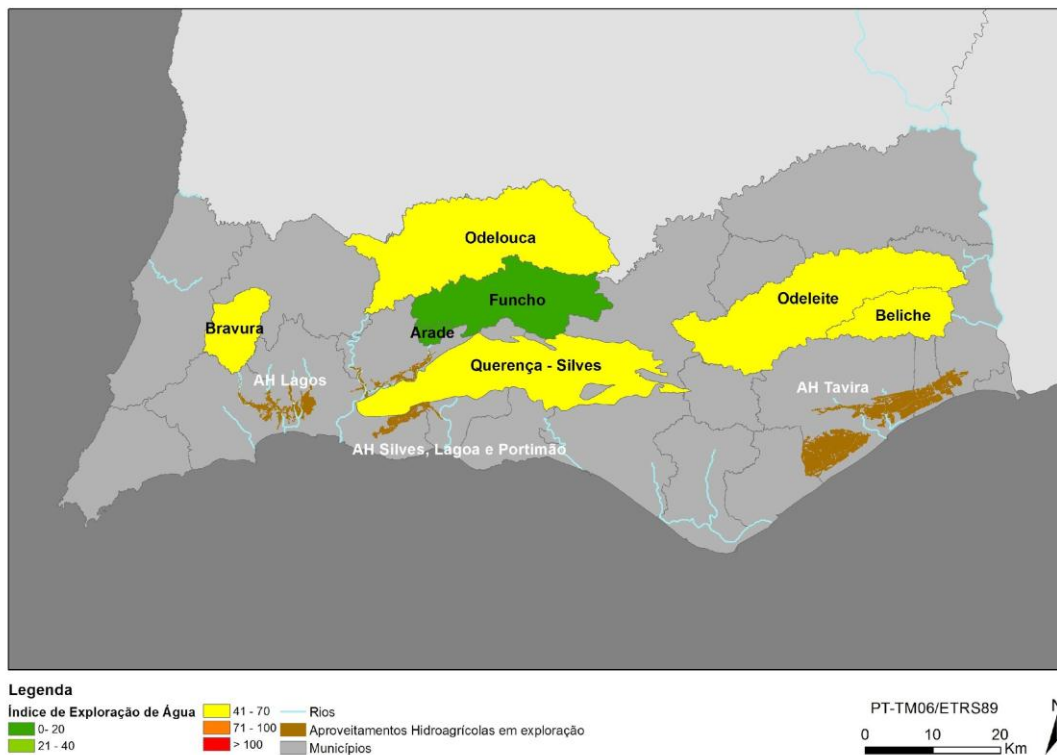 Odelouca
Funcho
Odeleite
Beliche
Bravura
Arade
Querença - Silves
AH Lagos
AH Tavira
AH Silves, Lagoa e Portimão
Legenda
Índice de Exploração de Água
0- 20
21 - 40
41 - 70
71 - 100
> 100
Rios
Aproveitamentos Hidroagrícolas em exploração
Municípios
PT-TM06/ETRS89
N
0 10 20
Km